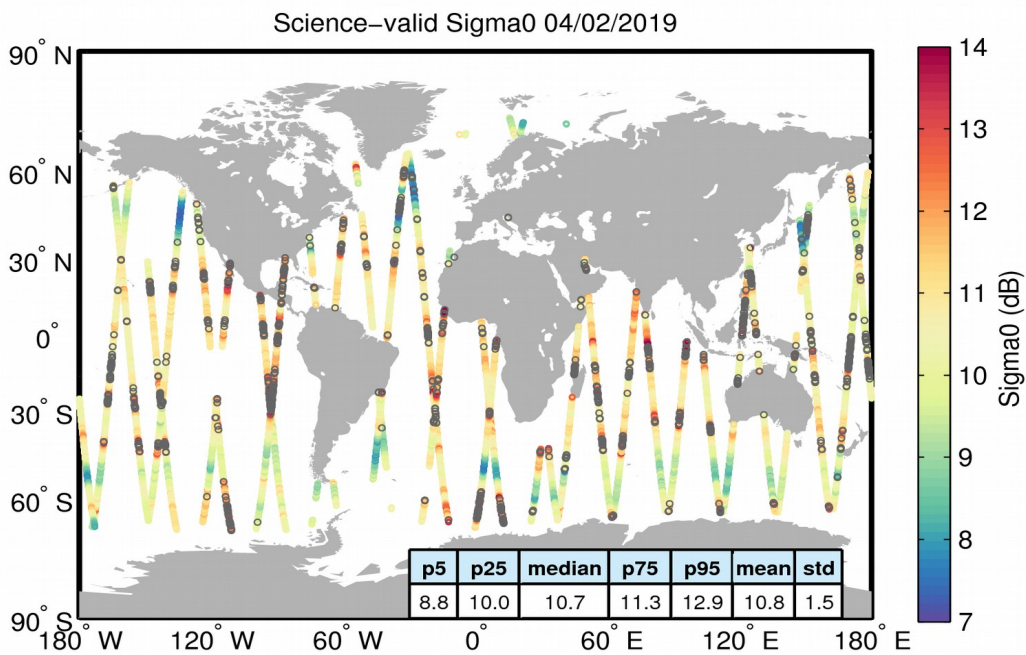 Science−valid Sigma0 04/02/2019
90° N
60° N
30° N
0°
30° S
60° S
90° S
180° W
120° W
60° W
0°
60° E
120° E
180° E
14
13
12
11
10
9
8
7
Sigma0 (dB)
p5 p25 median p75 p95 mean std
8.8 10.0 10.7 11.3 12.9 10.8 1.5